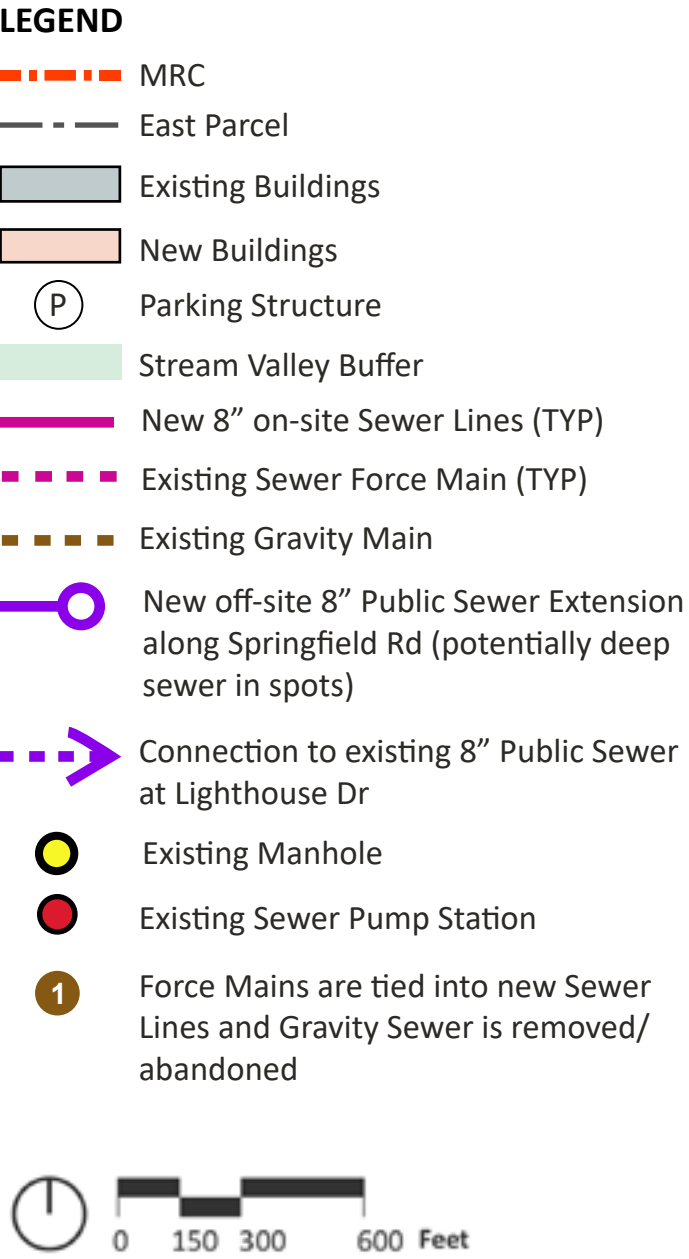 LEGEND
MRC
East Parcel
Existing Buildings
New Buildings
P Parking Structure
Stream Valley Buffer
New 8” on-site Sewer Lines (TYP)
Existing Sewer Force Main (TYP)
Existing Gravity Main
New off-site 8” Public Sewer Extension
along Springfield Rd (potentially deep
sewer in spots)
Connection to existing 8” Public Sewer
at Lighthouse Dr
Existing Manhole
Existing Sewer Pump Station
1 Force Mains are tied into new Sewer
Lines and Gravity Sewer is removed/
abandoned
0 150 300 600 Feet